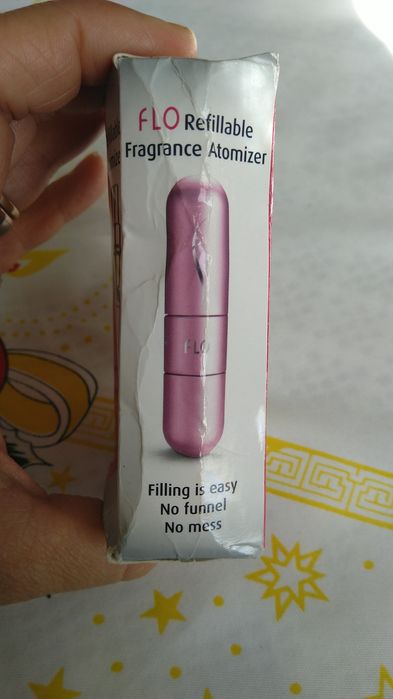 FLO Refillable
Fragrance Atomizer
FLO
Filling is easy
No funnel
No mess